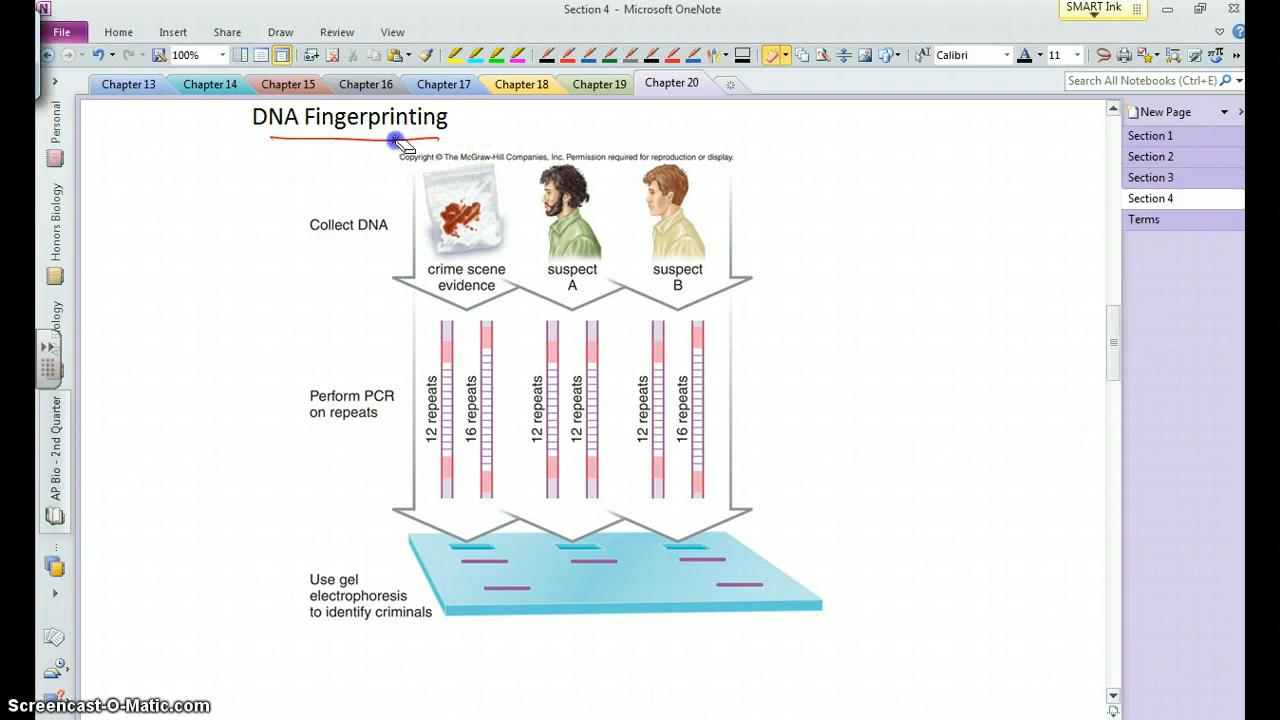 Section 4 - Microsoft OneNote
SMART Ink
File
Home
Insert
Share
Draw
Review
View
100%
Calibri
11
Chapter 13
Chapter 14
Chapter 15
Chapter 16
Chapter 17
Chapter 18
Chapter 19
Chapter 20
Search All Notebooks (Ctrl+E)
Personal
Honors Biology
AP Bio - 2nd Quarter
New Page
Section 1
Section 2
Section 3
Section 4
Terms
DNA Fingerprinting
Copyright © The McGraw-Hill Companies, Inc. Permission required for reproduction or display.
Collect DNA
crime scene
evidence
suspect
A
suspect
B
Perform PCR
on repeats
12 repeats
16 repeats
12 repeats
12 repeats
12 repeats
16 repeats
Use gel
electrophoresis
to identify criminals
Screencast-O-Matic.com